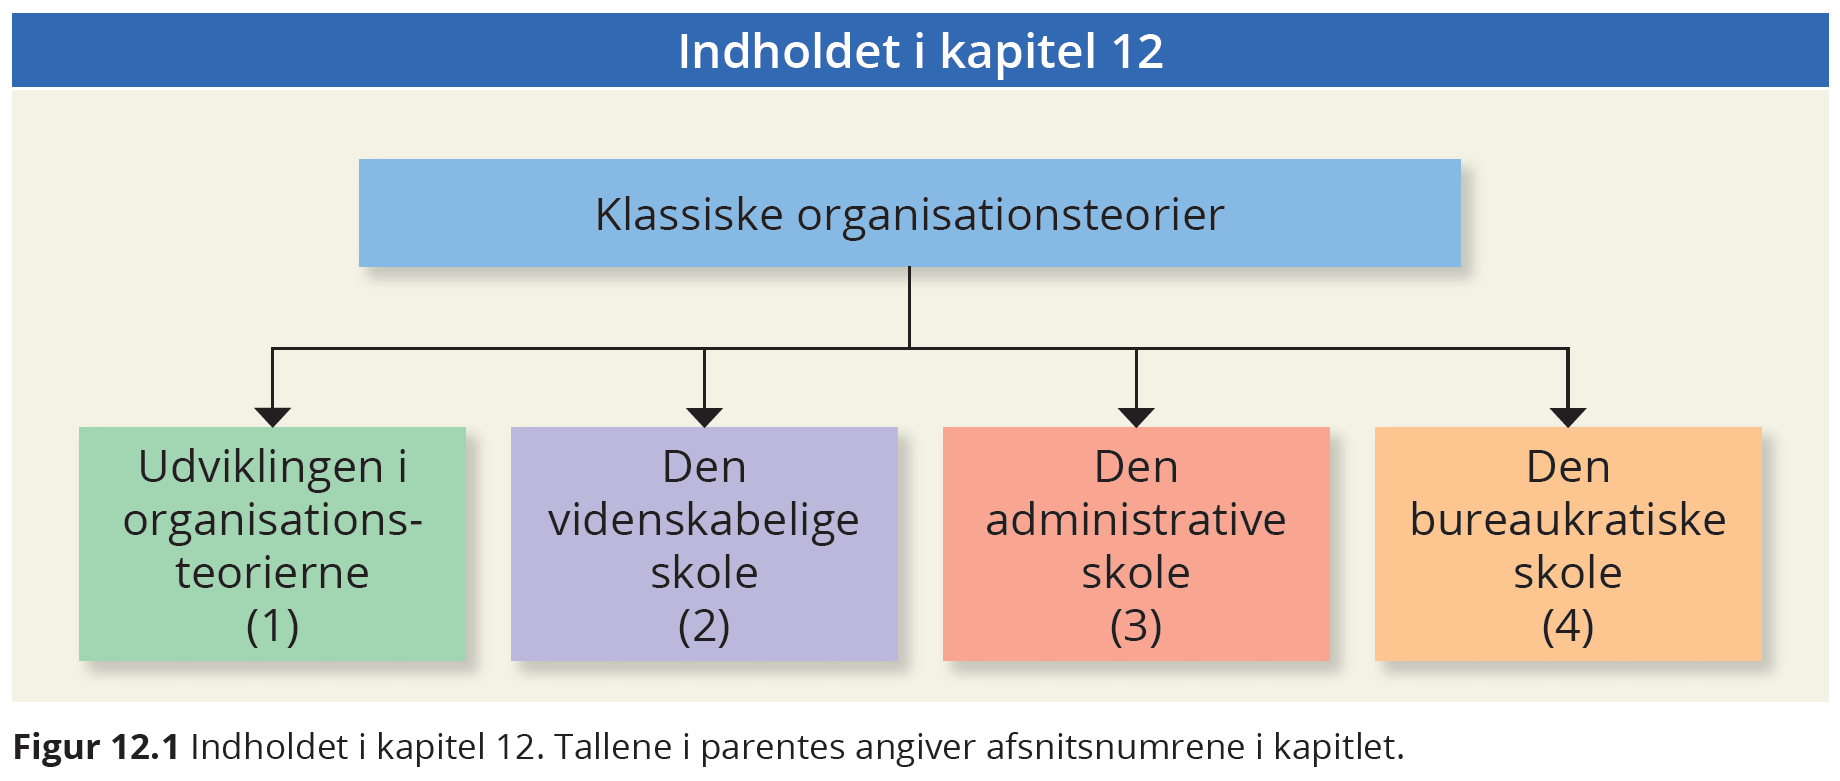 Indholdet i kapitel 12
Klassiske organisationsteorier
Udviklingen i
organisations-
teorierne
(1)
Den
videnskabelige
skole
(2)
Den
administrative
skole
(3)
Den
bureaukratiske
skole
(4)
Figur 12.1 Indholdet i kapitel 12. Tallene i parentes angiver afsnitsnumrene i kapitlet.